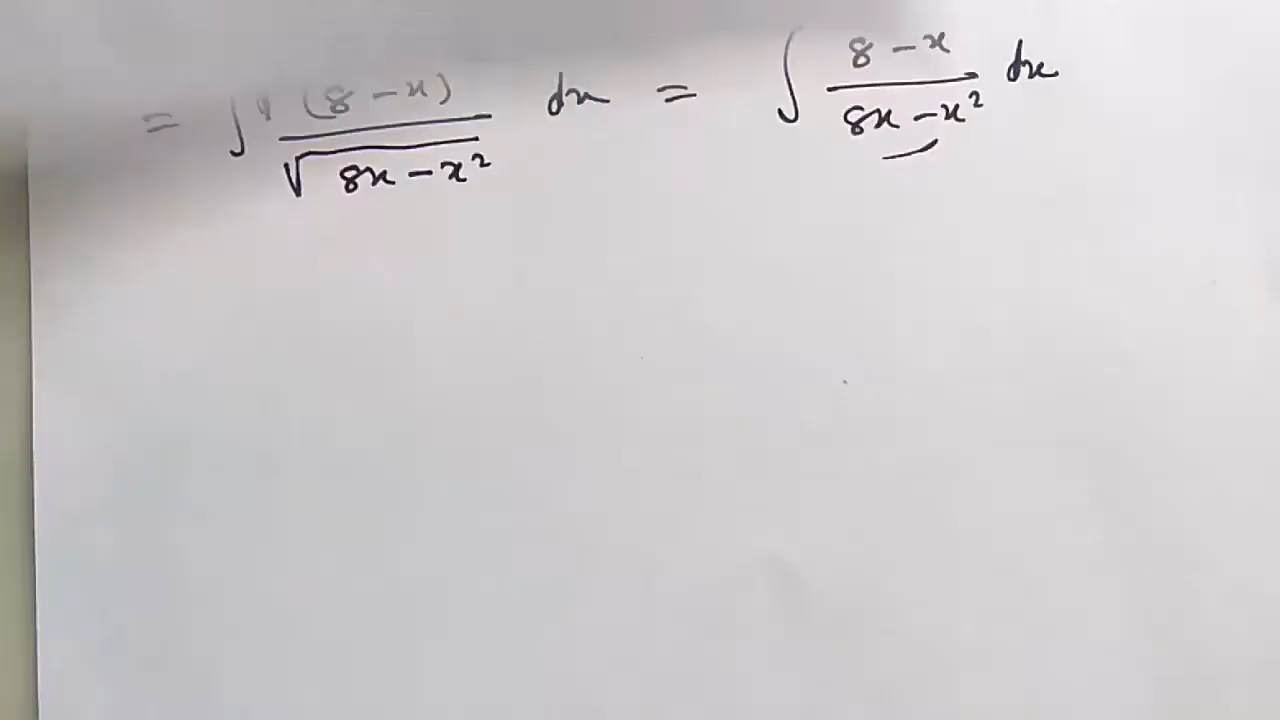 = ∫ (8 - x) / √(8x - x²) dx = ∫ (8 - x) / (8x - x²) dx